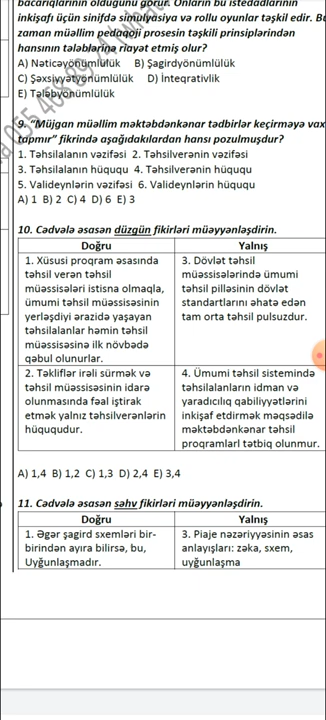 bacarıqlarının olduğunu görür. Onların bu istedadlarının
inkişafı üçün sinifdə simulyasiya və rollu oyunlar təşkil edir. Bu
zaman müəllim pedaqoji prosesin təşkili prinsiplərindən
hansının tələblərinə riayət etmiş olur?
A) Nəticəyönümlülük B) Şagirdyönümlülük
C) Şəxsiyyətyönümlülük D) İnteqrativlik
E) Tələbyönümlülük
9. “Müjgan müəllim məktəbdənkənar tədbirlər keçirməyə vax
tapmır” fikrində aşağıdakılardan hansı pozulmuşdur?
1. Təhsilalanın vəzifəsi 2. Təhsilverənin vəzifəsi
3. Təhsilalanın hüququ 4. Təhsilverənin hüququ
5. Valideynlərin vəzifəsi 6. Valideynlərin hüququ
A) 1 B) 2 C) 4 D) 6 E) 3
10. Cədvələ əsasən düzgün fikirləri müəyyənləşdirin.
Doğru
Yalnış
1. Xüsusi proqram əsasında
təhsil verən təhsil
müəssisələri istisna olmaqla,
ümumi təhsil müəssisəsinin
yerləşdiyi ərazidə yaşayan
təhsilalanlar həmin təhsil
müəssisəsinə ilk növbədə
qəbul olunurlar.
3. Dövlət təhsil
müəssisələrində ümumi
təhsil pilləsinin dövlət
standartlarını əhatə edən
tam orta təhsil pulsuzdur.
2. Təkliflər irəli sürmək və
təhsil müəssisəsinin idarə
olunmasında fəal iştirak
etmək yalnız təhsilverənlərin
hüququdur.
4. Ümumi təhsil sistemində
təhsilalanların idman və
yaradıcılıq qabiliyyətlərini
inkişaf etdirmək məqsədilə
məktəbdənkənar təhsil
proqramlarl tətbiq olunmur.
A) 1,4 B) 1,2 C) 1,3 D) 2,4 E) 3,4
11. Cədvələ əsasən səhv fikirləri müəyyənləşdirin.
Doğru
Yalnış
1. Əgər şagird sxemləri bir-
birindən ayıra bilirsə, bu,
Uyğunlaşmadır.
3. Piaje nəzəriyyəsinin əsas
anlayışları: zəka, sxem,
uyğunlaşma